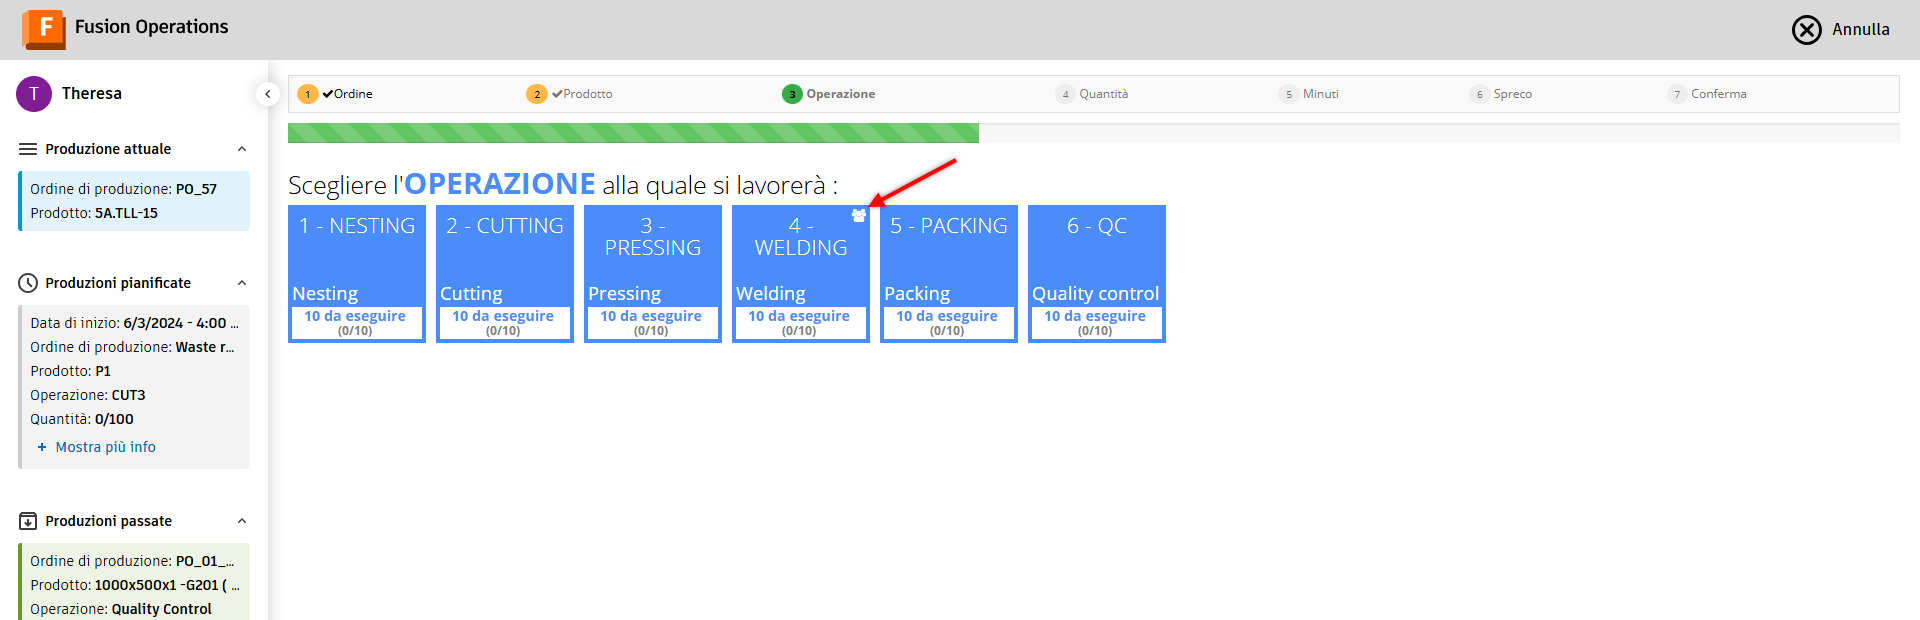 F Fusion Operations
Annulla
T Theresa
Produzione attuale
Ordine di produzione: PO_57
Prodotto: 5A.TLL-15
Produzioni pianificate
Data di inizio: 6/3/2024 - 4:00 ...
Ordine di produzione: Waste r...
Prodotto: P1
Operazione: CUT3
Quantità: 0/100
+ Mostra più info
Produzioni passate
Ordine di produzione: PO_01_...
Prodotto: 1000x500x1 -G201 ( ...
Operazione: Quality Control
1 Ordine
2 Prodotto
3 Operazione
4 Quantità
5 Minuti
6 Spreco
7 Conferma
Scegliere l'OPERAZIONE alla quale si lavorerà :
1 - NESTING
Nesting
10 da eseguire
(0/10)
2 - CUTTING
Cutting
10 da eseguire
(0/10)
3 -
PRESSING
Pressing
10 da eseguire
(0/10)
4 -
WELDING
Welding
10 da eseguire
(0/10)
5 - PACKING
Packing
10 da eseguire
(0/10)
6 - QC
Quality control
10 da eseguire
(0/10)